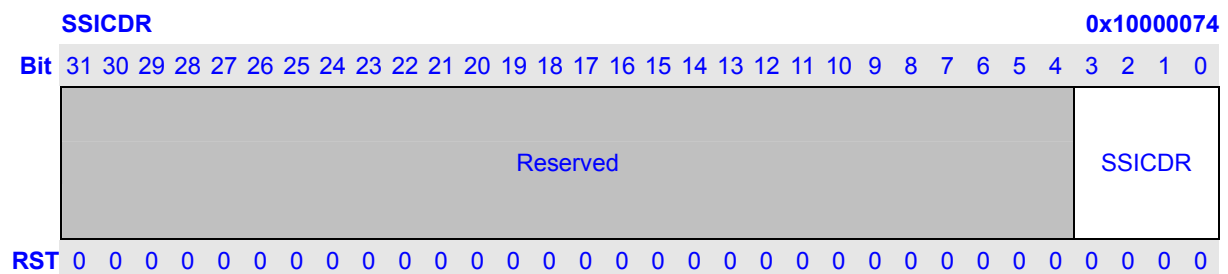 SSICDR 0x10000074
Bit 31 30 29 28 27 26 25 24 23 22 21 20 19 18 17 16 15 14 13 12 11 10 9 8 7 6 5 4 3 2 1 0
Reserved SSICDR
RST 0 0 0 0 0 0 0 0 0 0 0 0 0 0 0 0 0 0 0 0 0 0 0 0 0 0 0 0 0 0 0 0